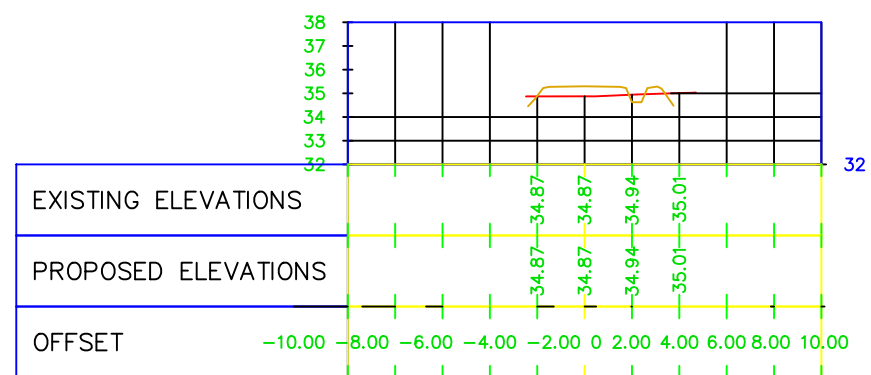 38
37
36
35
34
33
32
32
EXISTING ELEVATIONS 34.87 34.87 34.94 35.01
PROPOSED ELEVATIONS 34.87 34.87 34.94 35.01
OFFSET -10.00 -8.00 -6.00 -4.00 -2.00 0 2.00 4.00 6.00 8.00 10.00